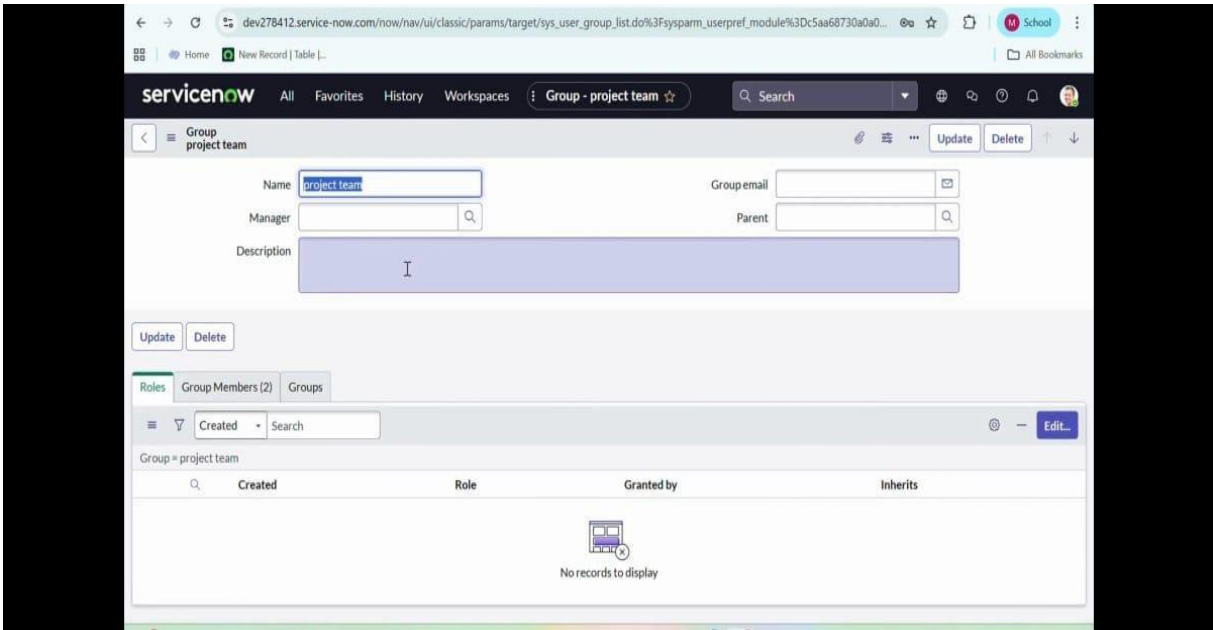 dev278412.service-now.com/now/nav/ui/classic/params/target/sys_user_group_list.do%3Fsysparm_userpref_module%3Dc5aa68730a0a0... M School
Home New Record | Table |... All Bookmarks
servicenow All Favorites History Workspaces Group - project team Search
Group
project team
Update Delete
Name project team Group email
Manager Parent
Description
Update Delete
Roles Group Members (2) Groups
Created Search Edit...
Group = project team
Created Role Granted by Inherits
No records to display